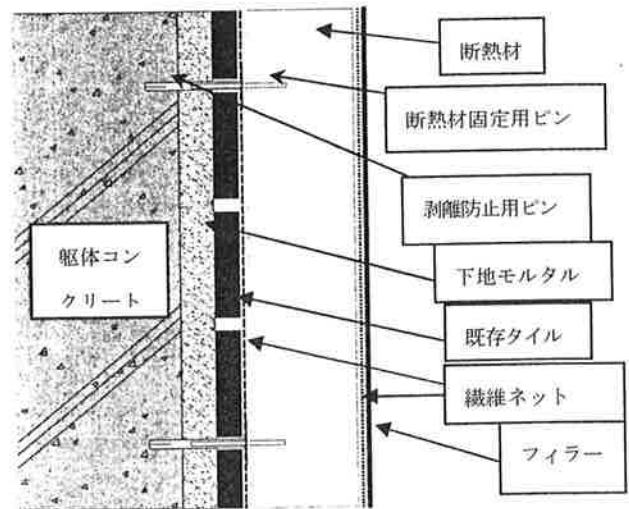 断熱材
断熱材固定用ピン
剥離防止用ピン
躯体コン
クリート
下地モルタル
既存タイル
繊維ネット
フィラー